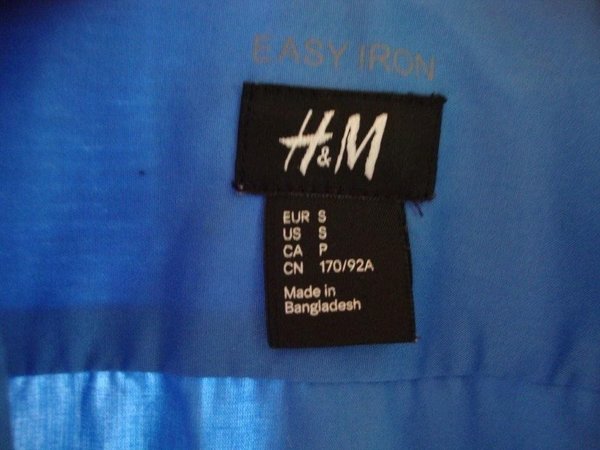 EASY IRON
H&M
EUR S
US S
CA P
CN 170/92A
Made in
Bangladesh